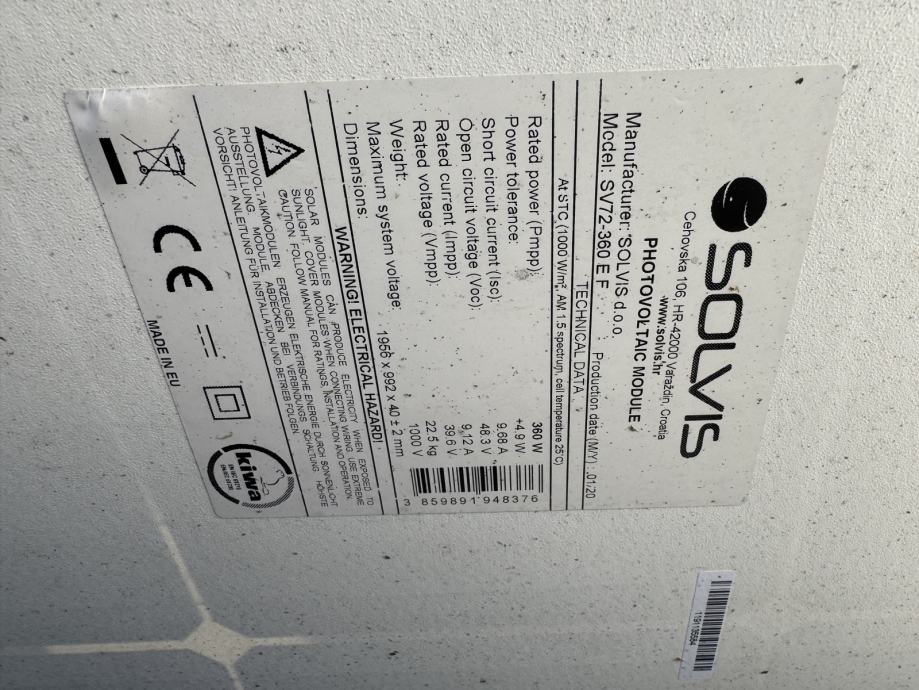 SOLVIS
Cehovska 106, HR-42000 Varaždin, Croatia
www.solvis.hr
PHOTOVOLTAIC MODULE
Manufacturer: SOLVIS d.o.o.
Model: SV72-360 E F
Production date (M/Y): 01/20
TECHNICAL DATA
At STC (1000 W/m², AM 1.5 spectrum, cell temperature 25°C)
Rated power (Pmpp): 360 W
Power tolerance: +4,9 W
Short circuit current (Isc): 9,68 A
Open circuit voltage (Voc): 48,3 V
Rated current (Impp): 9,12 A
Rated voltage (Vmpp): 39,6 V
Weight: 22,5 kg
Maximum system voltage: 1000 V
Dimensions: 1956 x 992 x 40 ± 2 mm
3 859891 948376
WARNING! ELECTRICAL HAZARD!
SOLAR MODULES CAN PRODUCE ELECTRICITY WHEN EXPOSED TO
SUNLIGHT. COVER MODULES WHEN CONNECTING WIRING. USE EXTREME
CAUTION, FOLLOW MANUAL FOR RATINGS, INSTALLATION AND OPERATION.
PHOTOVOLTAIKMODULEN ERZEUGEN ELEKTRISCHE ENERGIE DURCH SONNENLICHT
AUSSTELLUNG. MODULE ABDECKEN BEI VERBINDUNGS SCHALTUNG. HÖHSTE
VORSICHT! ANLEITUNG FÜR INSTALLATION UND BETRIEB FOLGEN.
CE
MADE IN EU
kiwa